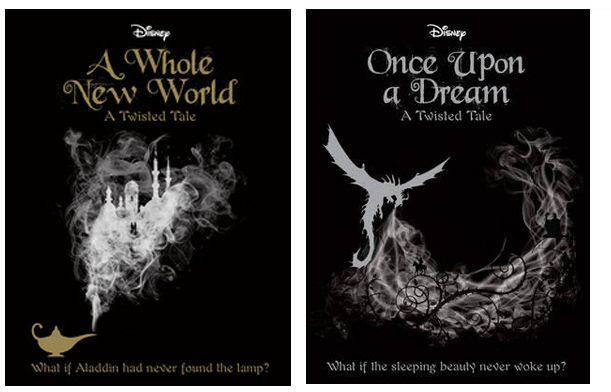 Disney
A Whole
New World
A Twisted Tale
What if Aladdin had never found the lamp?
Disney
Once Upon
a Dream
A Twisted Tale
What if the sleeping beauty never woke up?